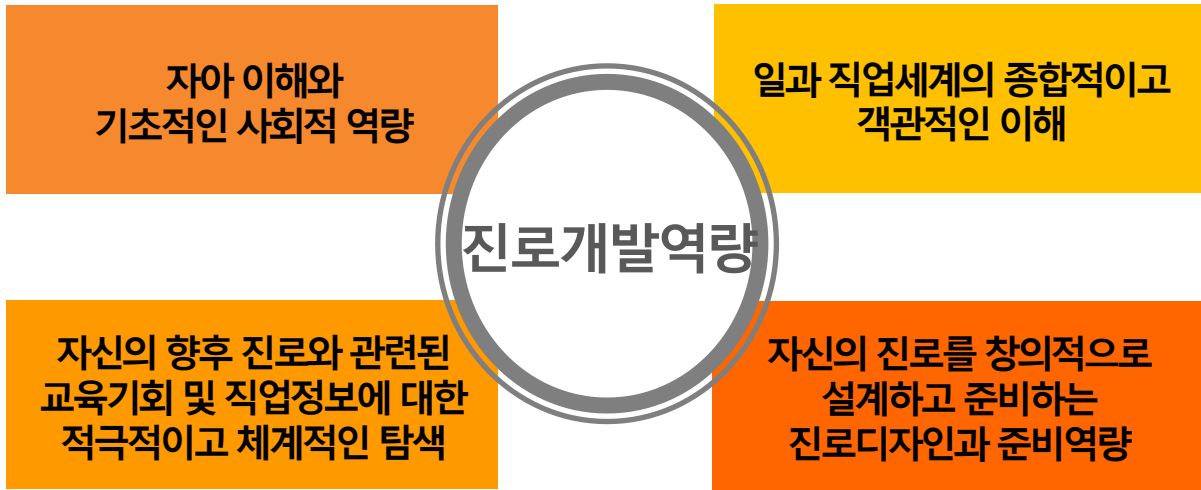 자아 이해와
기초적인 사회적 역량
일과 직업세계의 종합적이고
객관적인 이해
진로개발역량
자신의 향후 진로와 관련된
교육기회 및 직업정보에 대한
적극적이고 체계적인 탐색
자신의 진로를 창의적으로
설계하고 준비하는
진로디자인과 준비역량